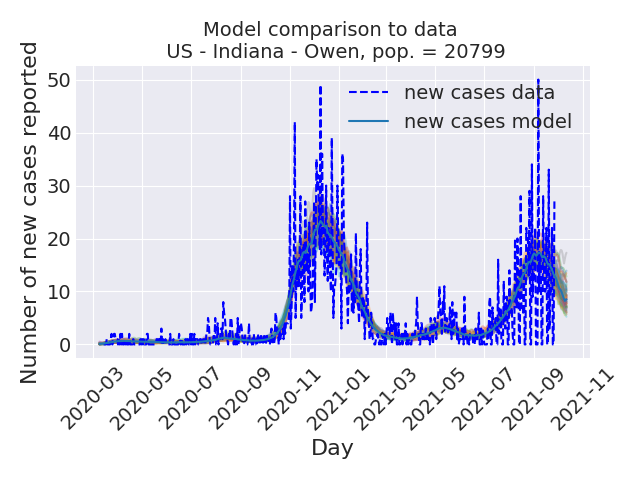 Model comparison to data
US - Indiana - Owen, pop. = 20799
Number of new cases reported
50
40
30
20
10
0
new cases data
new cases model
2020-03
2020-05
2020-07
2020-09
2020-11
2021-01
2021-03
2021-05
2021-07
2021-09
2021-11
Day